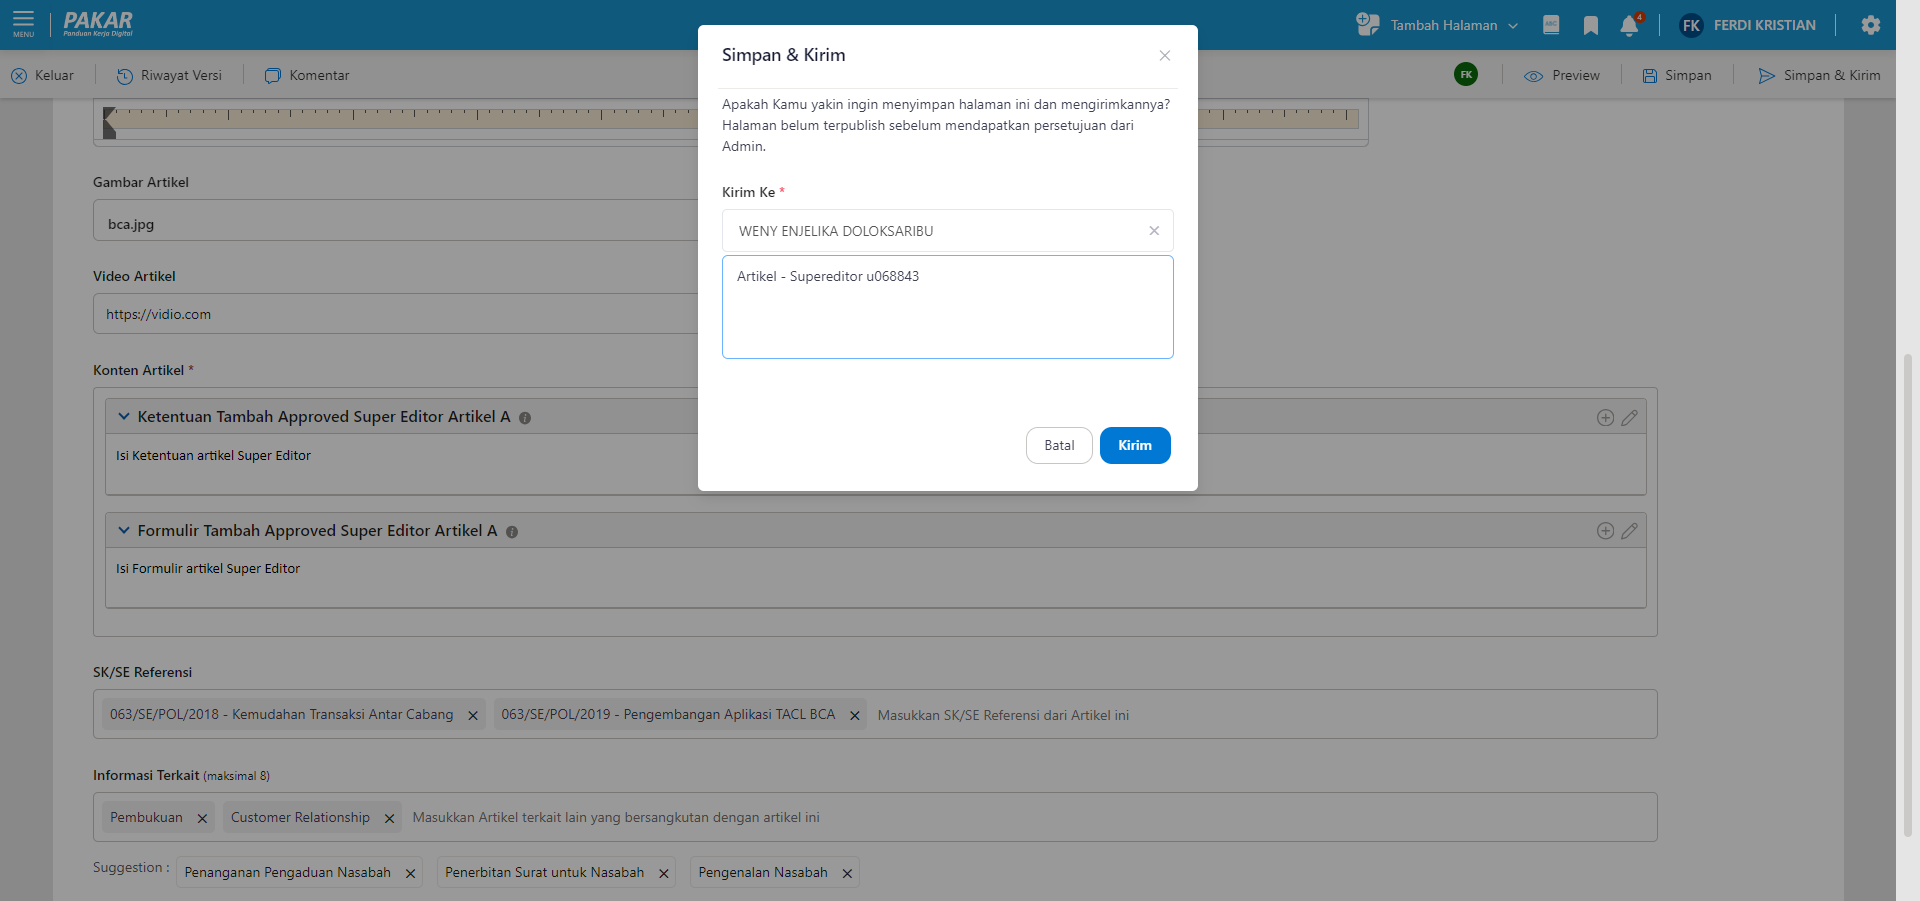 MENU
PAKAR
Panduan Kerja Digital
Tambah Halaman
4
FK
FERDI KRISTIAN
Keluar
Riwayat Versi
Komentar
FK
Preview
Simpan
Simpan & Kirim
Simpan & Kirim
Apakah Kamu yakin ingin menyimpan halaman ini dan mengirimkannya?
Halaman belum terpublish sebelum mendapatkan persetujuan dari
Admin.
Kirim Ke *
WENY ENJELIKA DOLOKSARIBU
Artikel - Supereditor u068843
Batal
Kirim
Gambar Artikel
bca.jpg
Video Artikel
https://vidio.com
Konten Artikel *
Ketentuan Tambah Approved Super Editor Artikel A
Isi Ketentuan artikel Super Editor
Formulir Tambah Approved Super Editor Artikel A
Isi Formulir artikel Super Editor
SK/SE Referensi
063/SE/POL/2018 - Kemudahan Transaksi Antar Cabang
063/SE/POL/2019 - Pengembangan Aplikasi TACL BCA
Masukkan SK/SE Referensi dari Artikel ini
Informasi Terkait (maksimal 8)
Pembukuan
Customer Relationship
Masukkan Artikel terkait lain yang bersangkutan dengan artikel ini
Suggestion :
Penanganan Pengaduan Nasabah
Penerbitan Surat untuk Nasabah
Pengenalan Nasabah